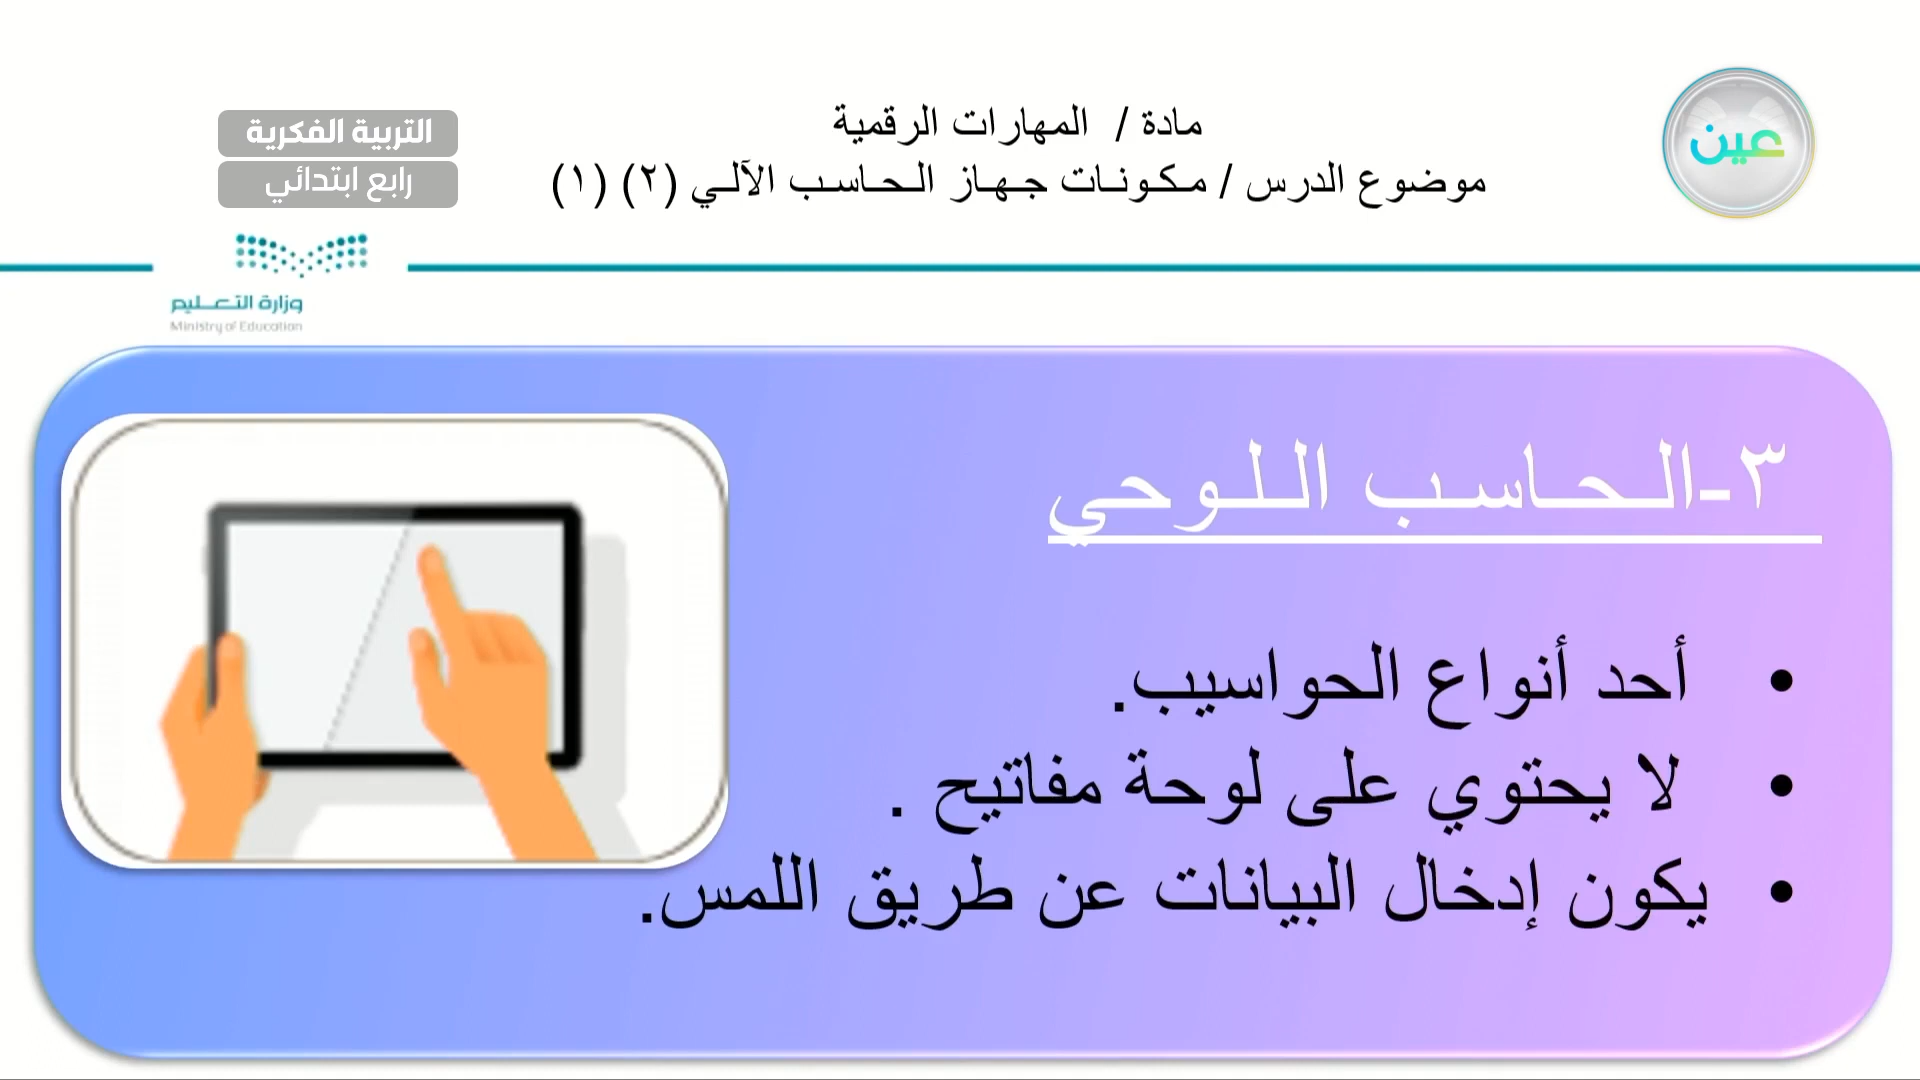 عين
مادة / المهارات الرقمية
موضوع الدرس / مكونات جهاز الحاسب الآلي (٢) (١)
التربية الفكرية
رابع ابتدائي
وزارة التعليم
Ministry of Education
٣-الحاسب اللوحي
• أحد أنواع الحواسيب.
• لا يحتوي على لوحة مفاتيح .
• يكون إدخال البيانات عن طريق اللمس.